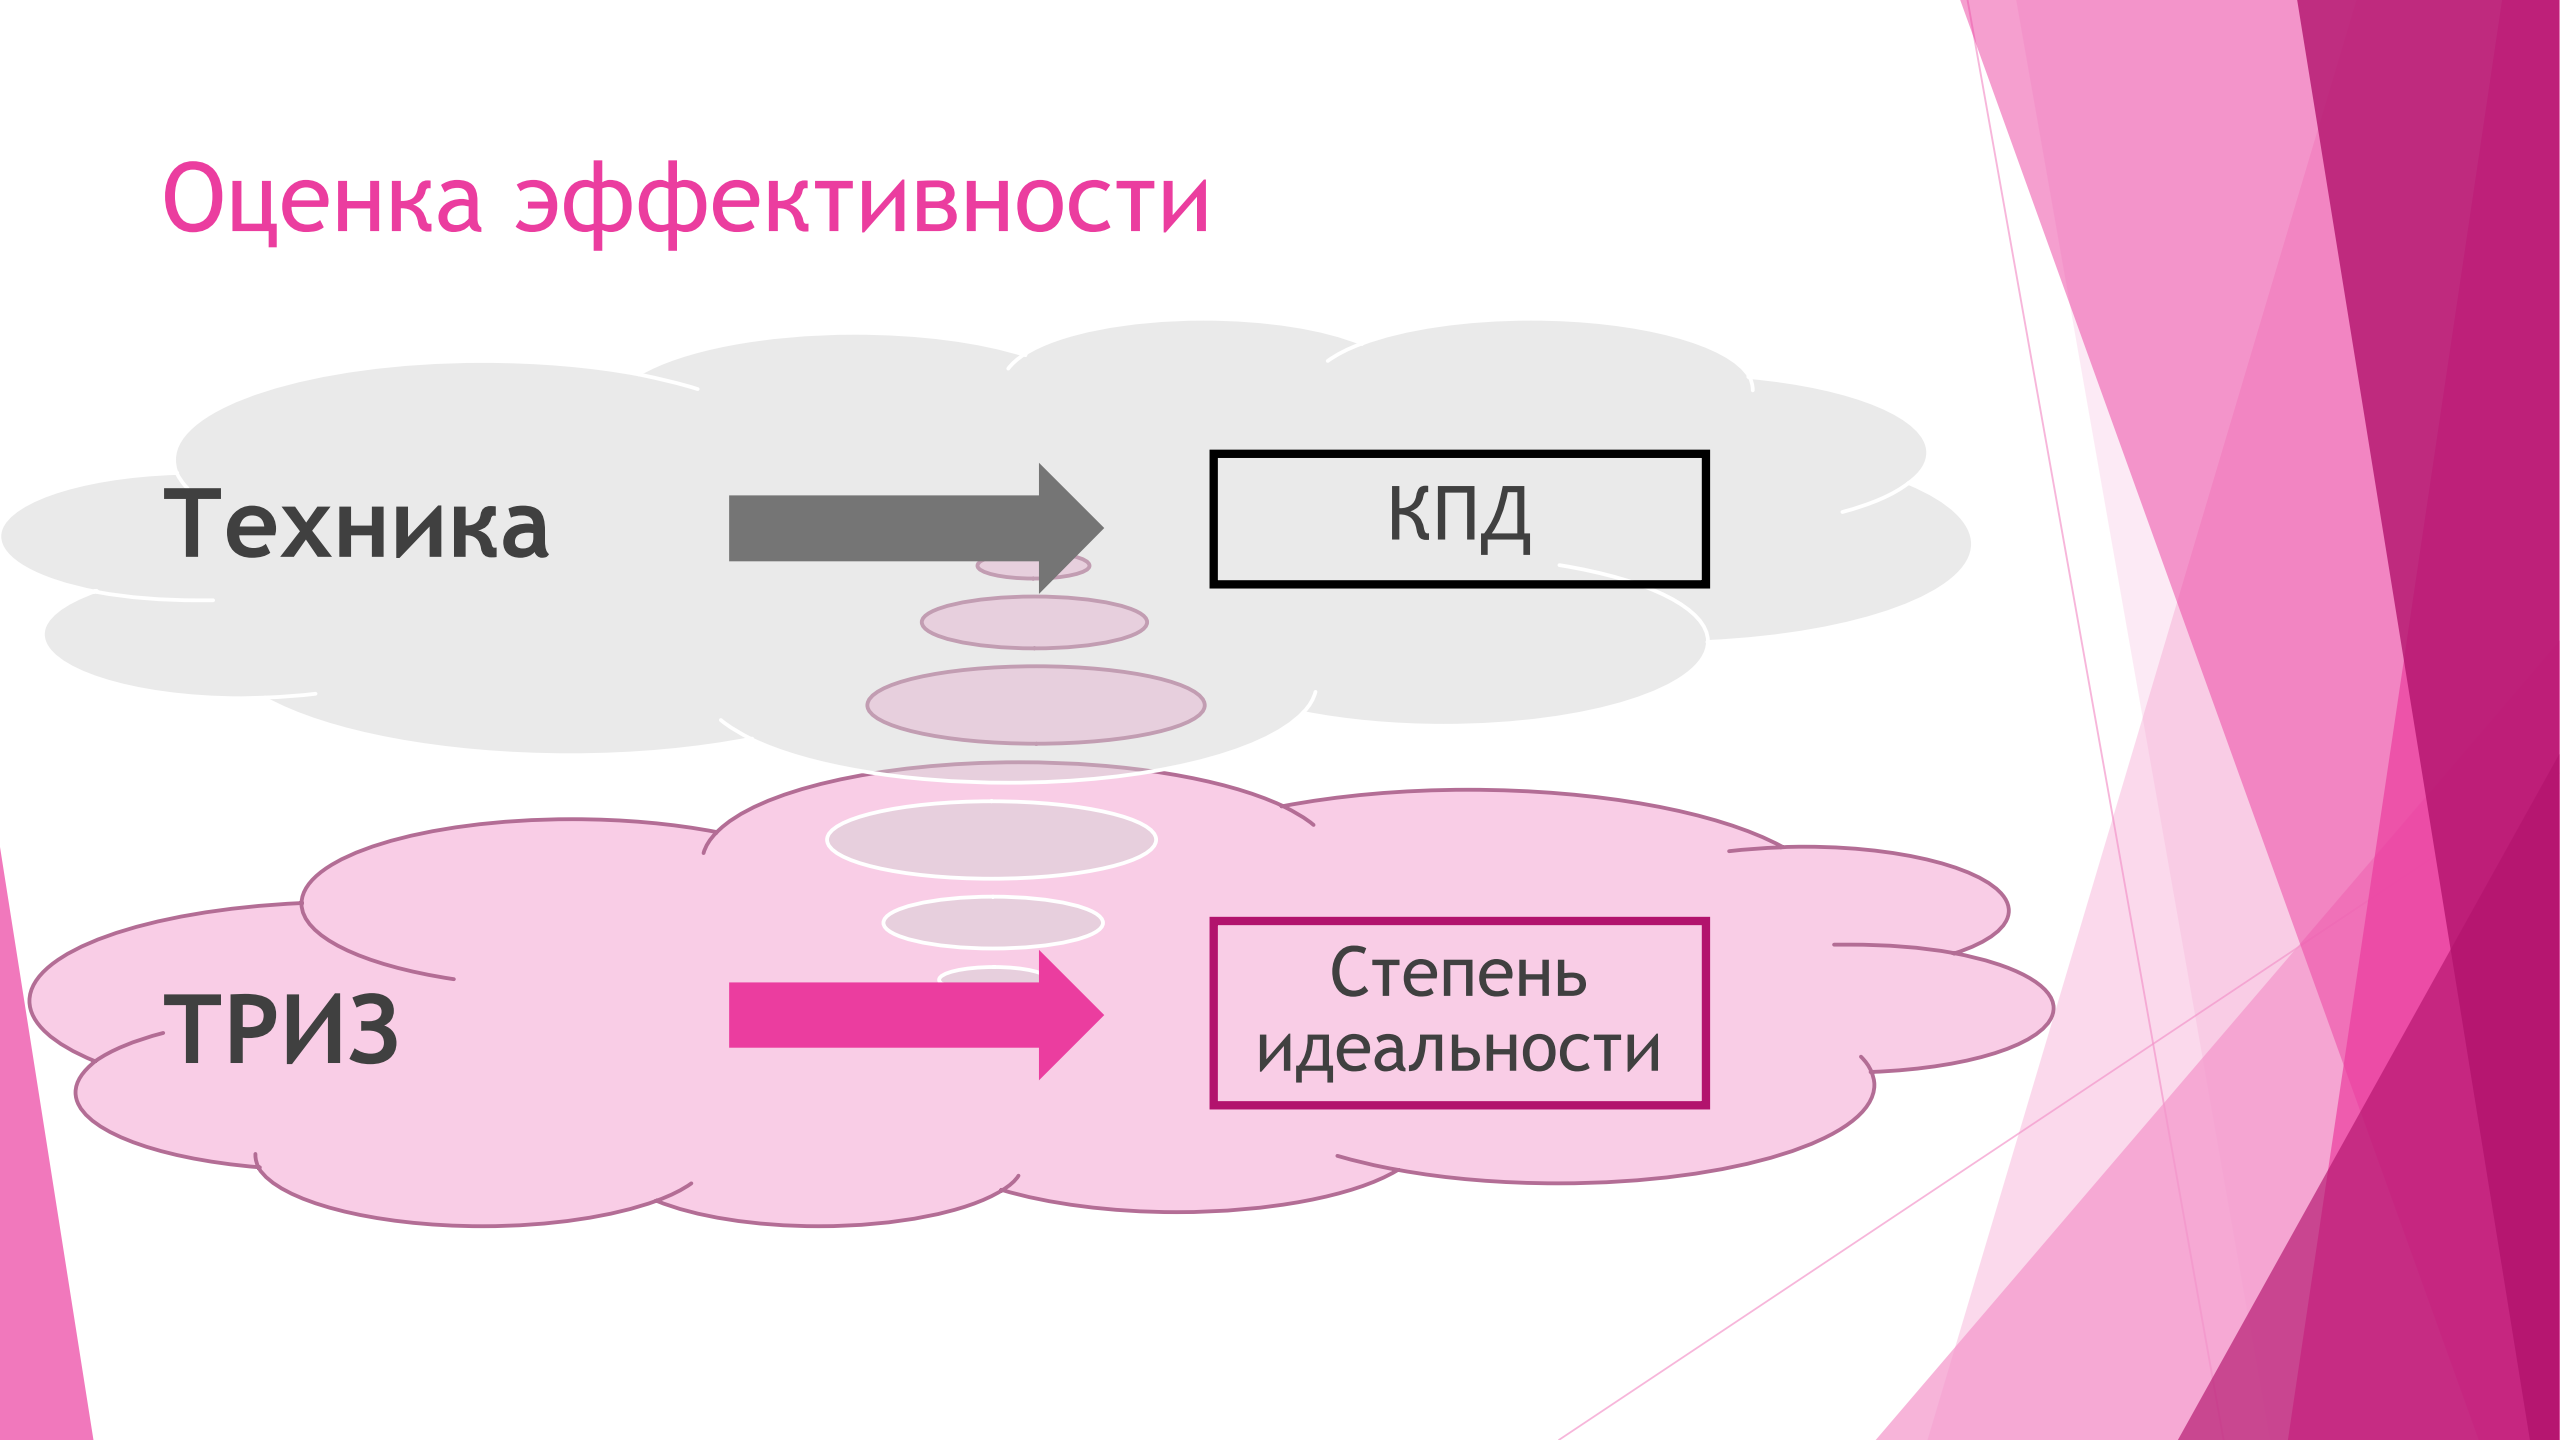 Оценка эффективности
Техника
КПД
ТРИЗ
Степень
идеальности